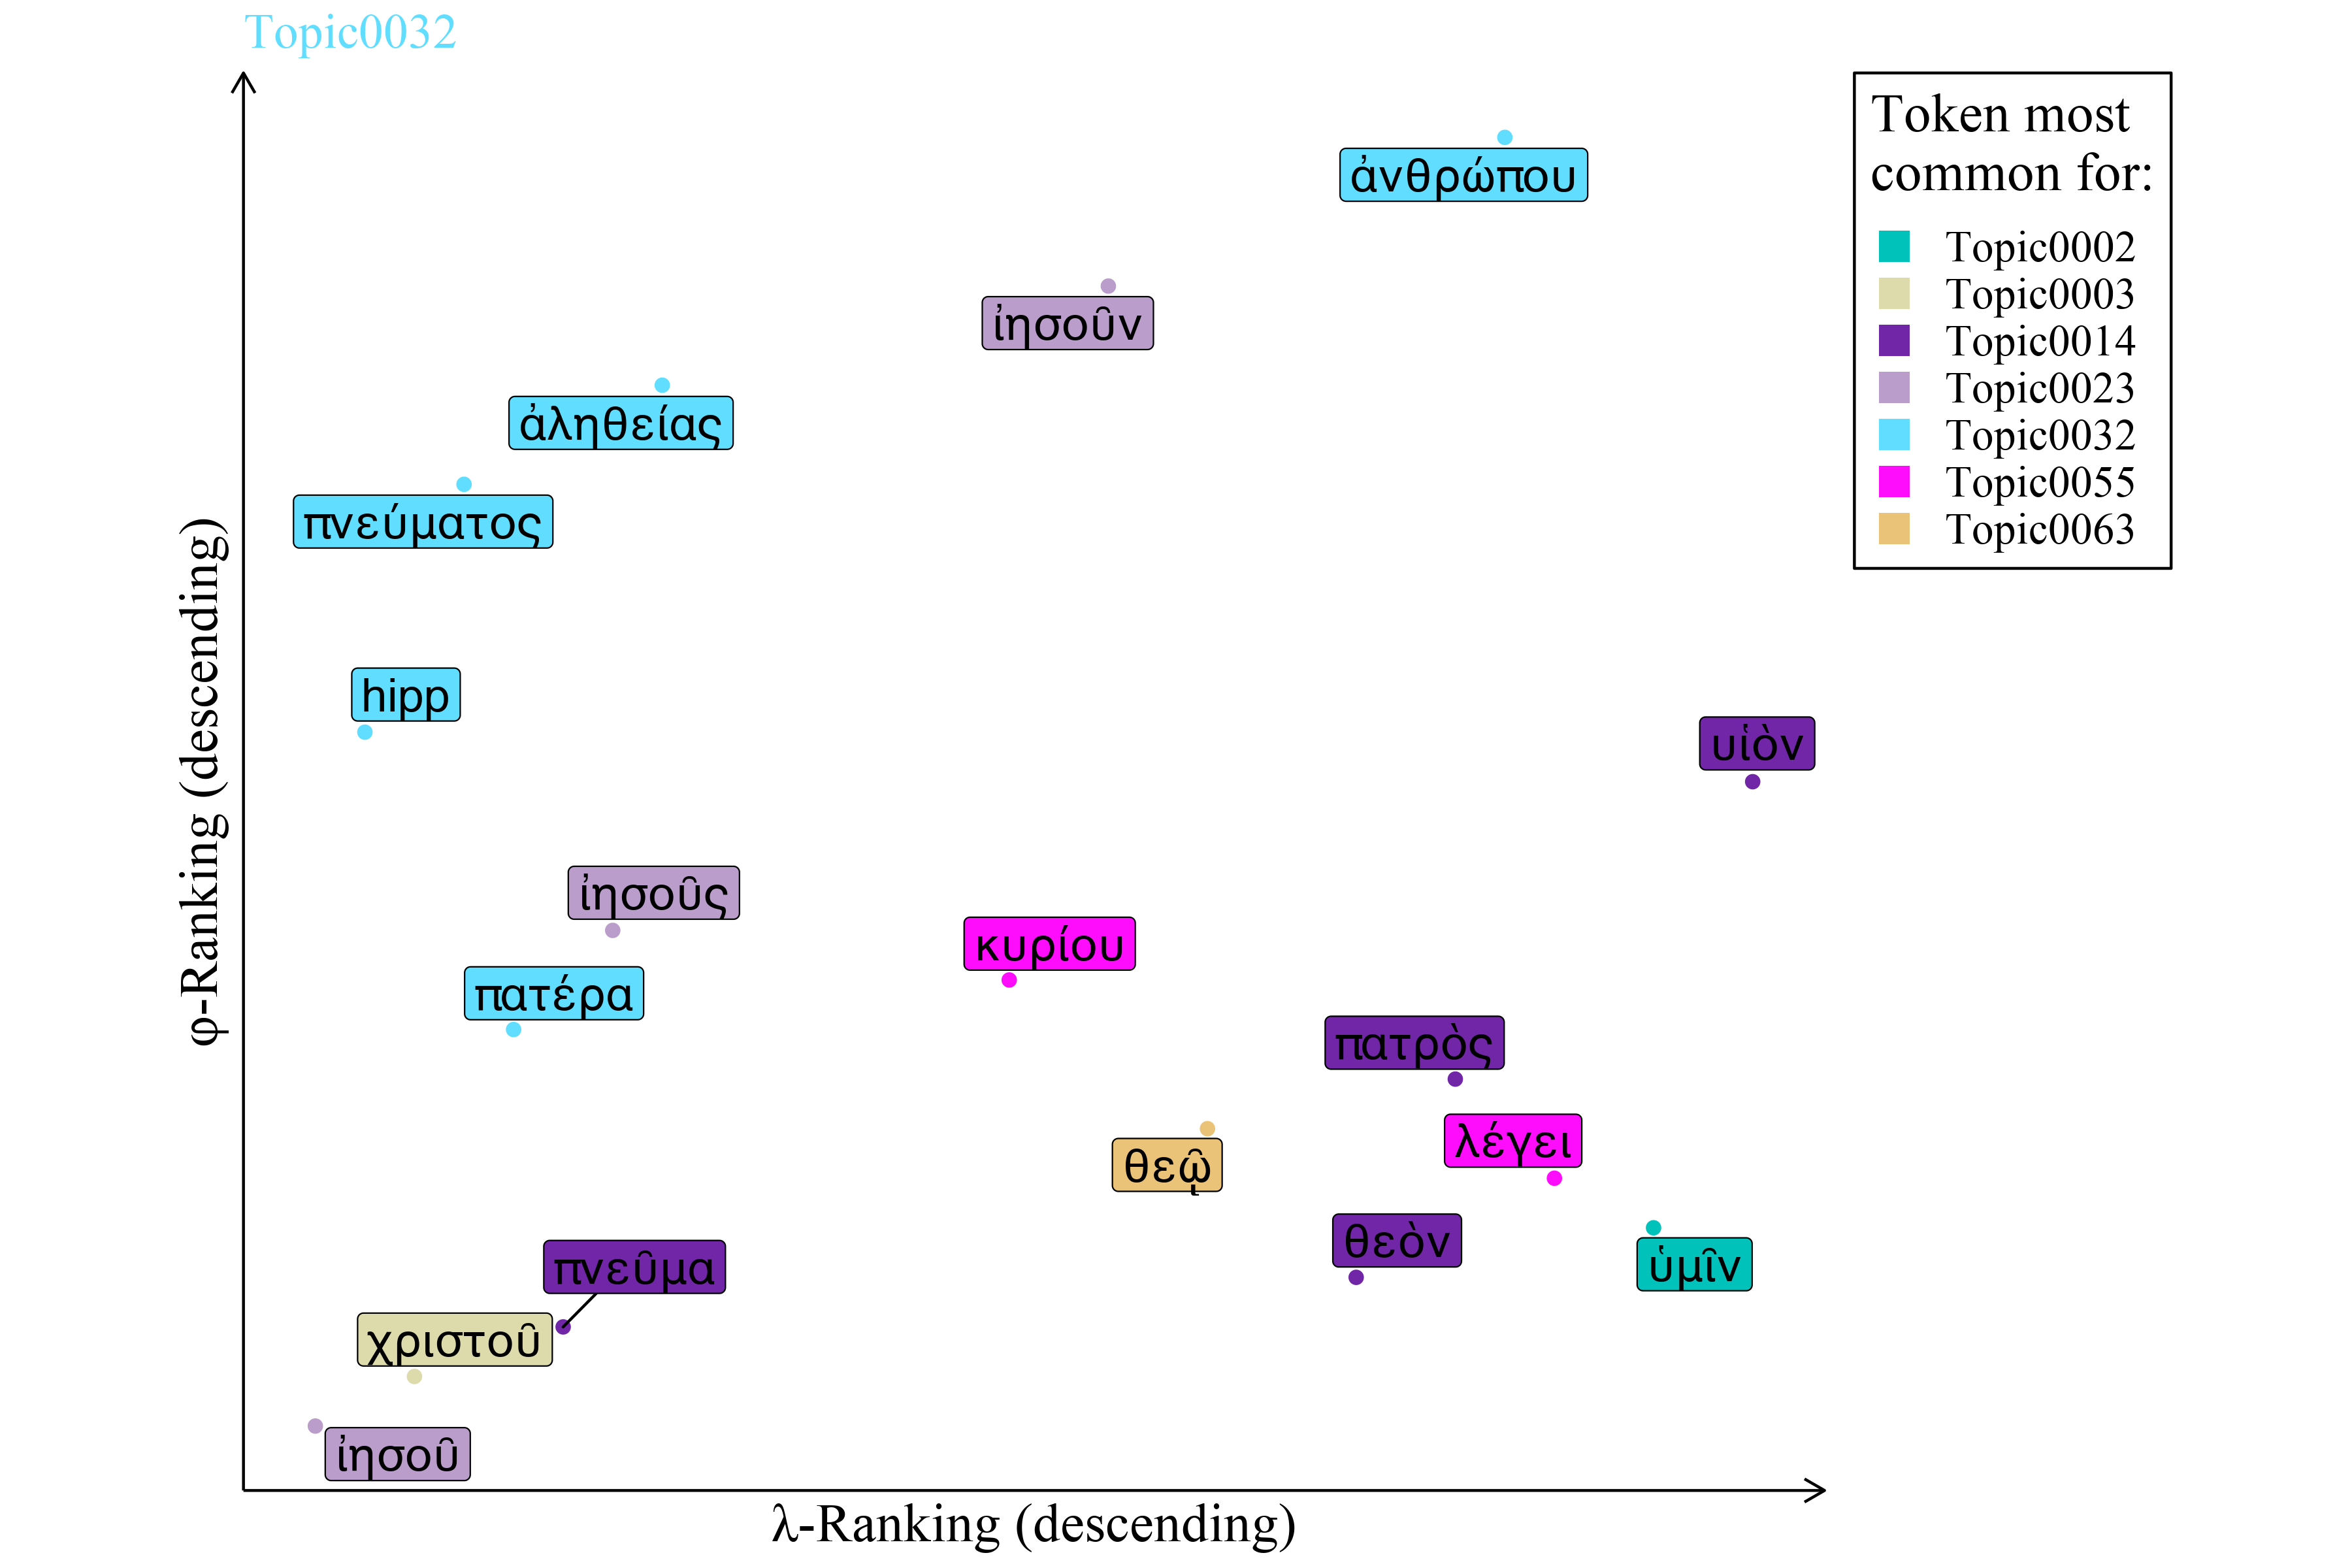 Topic0032
ἀνθρώπου
ἰησοῦν
ἀληθείας
πνεύματος
hipp
υἱὸν
ἰησοῦς
κυρίου
πατέρα
πατρὸς
λέγει
θεῷ
θεὸν
ὑμῖν
πνεῦμα
χριστοῦ
ἰησοῦ
φ-Ranking (descending)
λ-Ranking (descending)
Token most
common for:
Topic0002
Topic0003
Topic0014
Topic0023
Topic0032
Topic0055
Topic0063